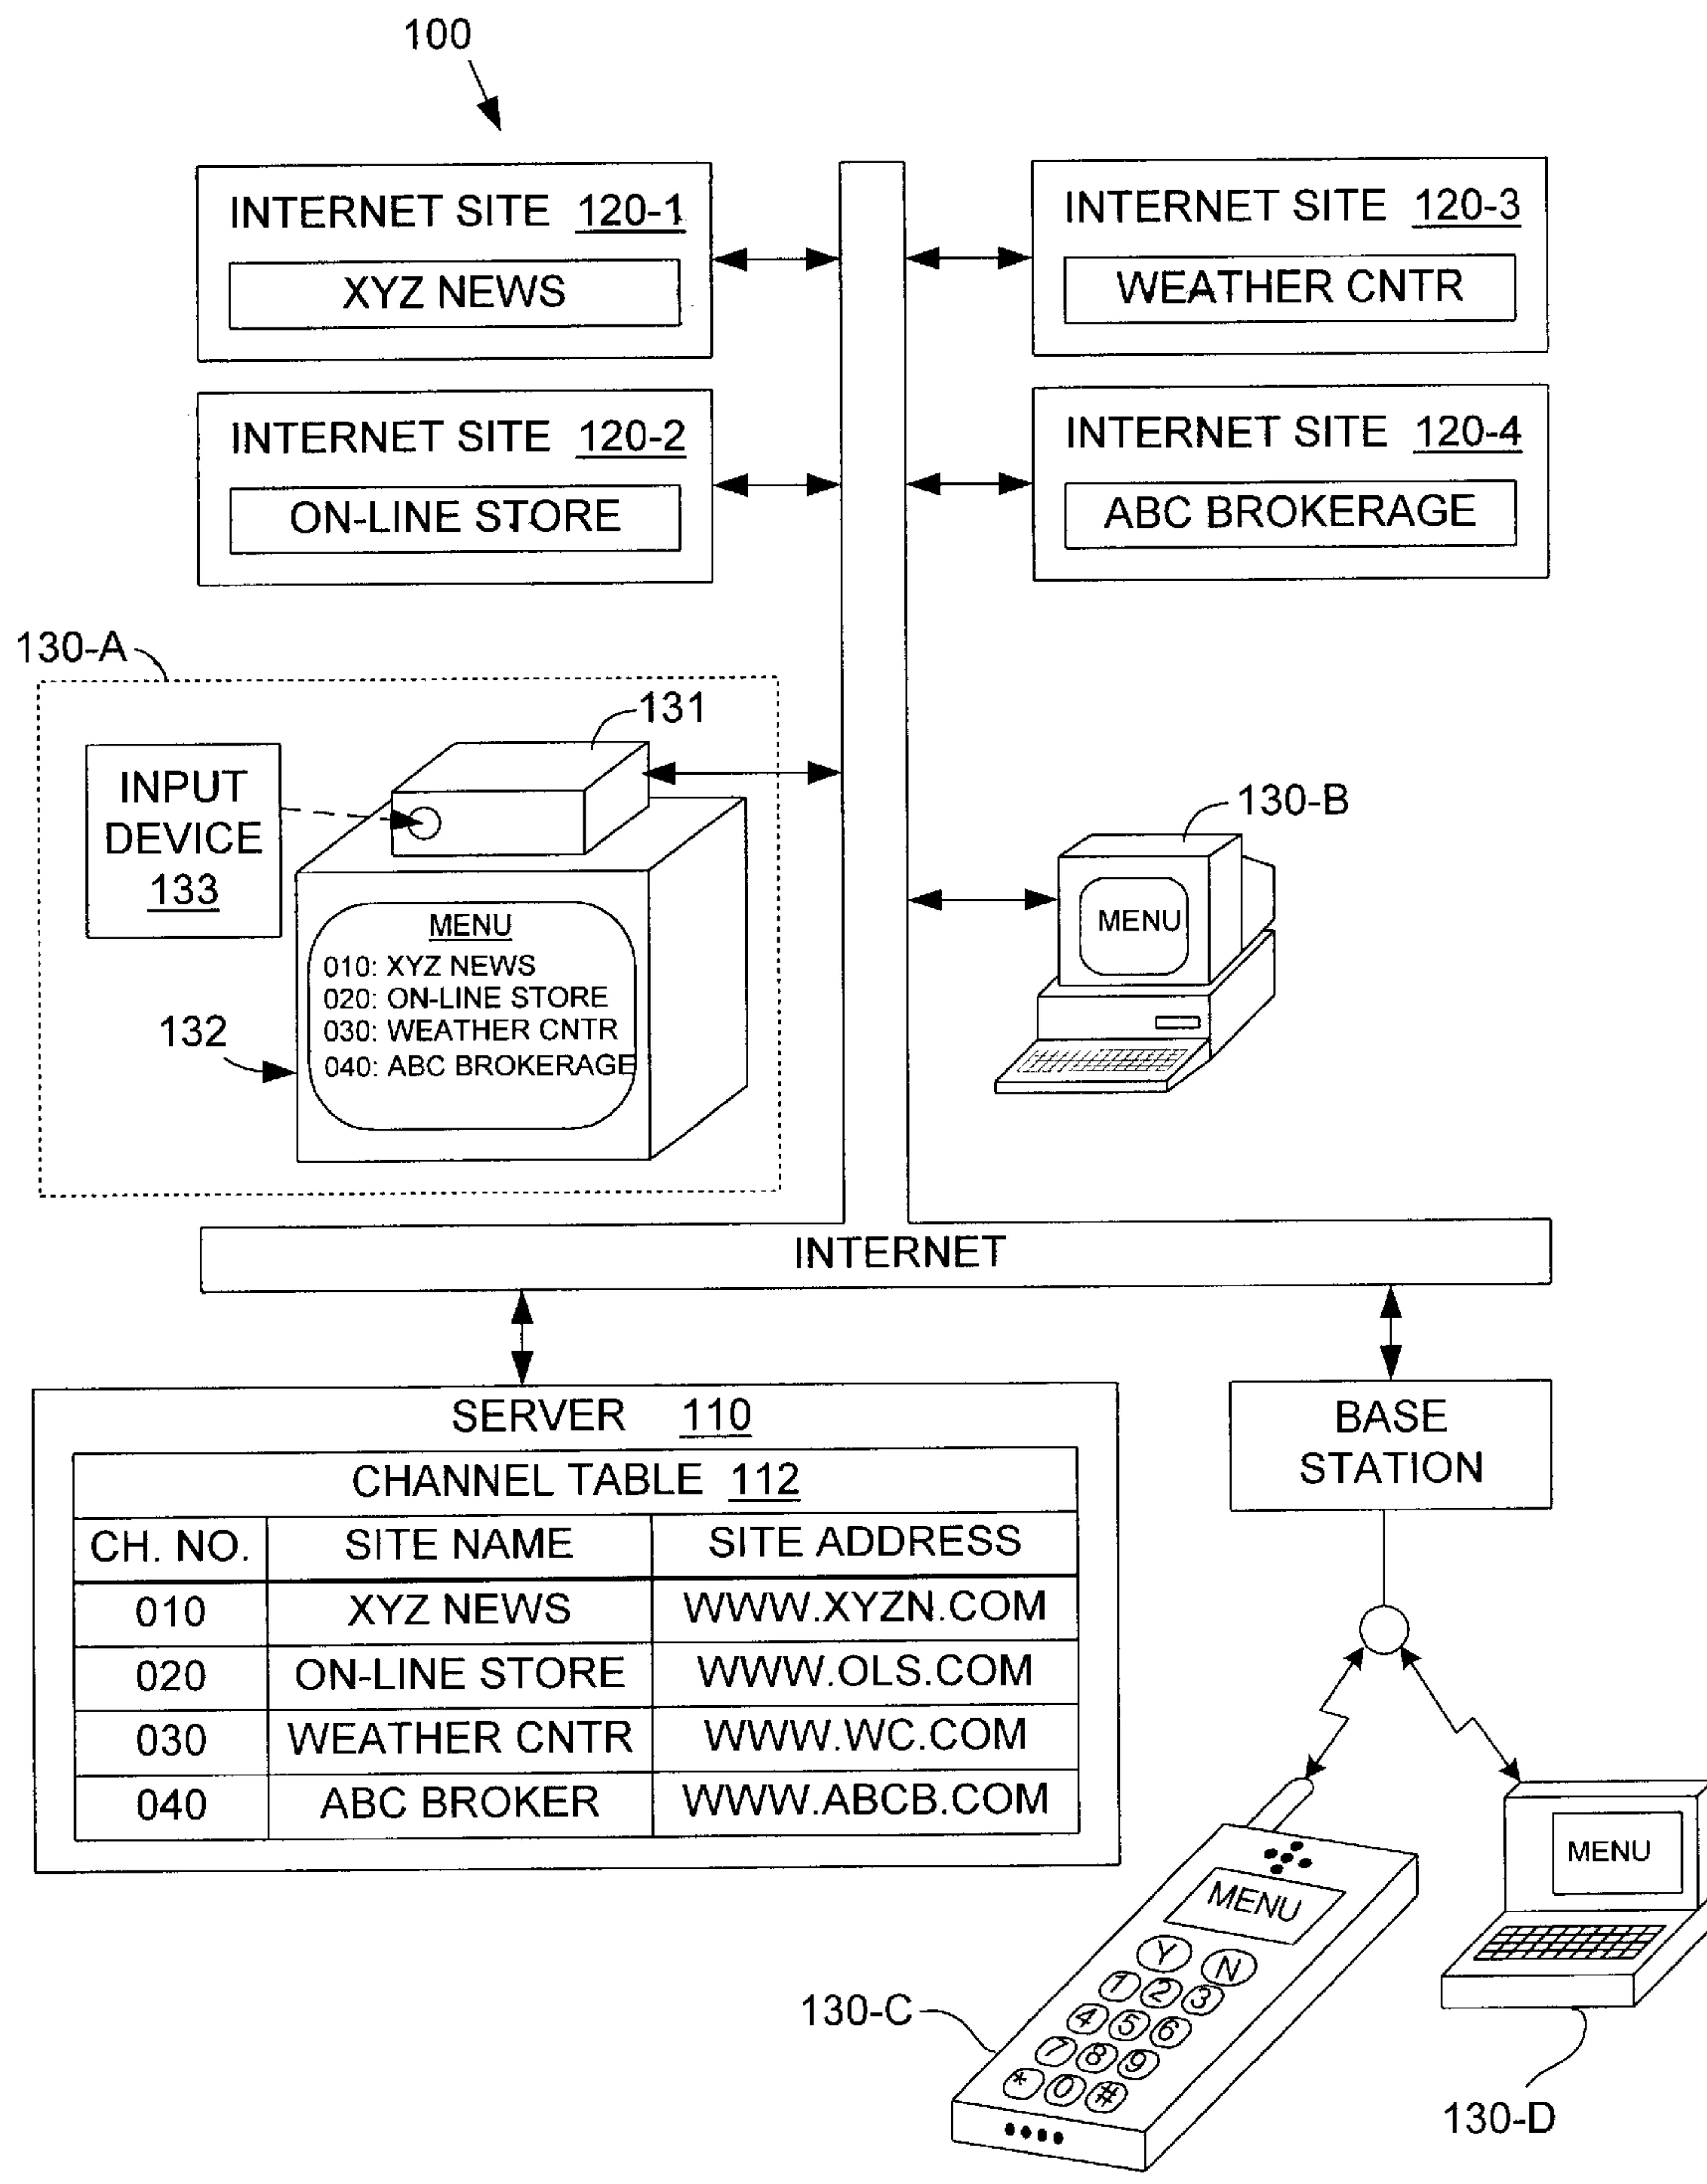 100
INTERNET SITE 120-1
XYZ NEWS
INTERNET SITE 120-3
WEATHER CNTR
INTERNET SITE 120-2
ON-LINE STORE
INTERNET SITE 120-4
ABC BROKERAGE
130-A
131
INPUT
DEVICE
133
130-B
MENU
MENU
010: XYZ NEWS
020: ON-LINE STORE
030: WEATHER CNTR
040: ABC BROKERAGE
132
INTERNET
SERVER 110
CHANNEL TABLE 112
CH. NO. SITE NAME SITE ADDRESS
010 XYZ NEWS WWW.XYZN.COM
020 ON-LINE STORE WWW.OLS.COM
030 WEATHER CNTR WWW.WC.COM
040 ABC BROKER WWW.ABCB.COM
BASE
STATION
MENU
Y N
1 2 3
4 5 6
7 8 9
* 0 #
130-C
MENU
130-D